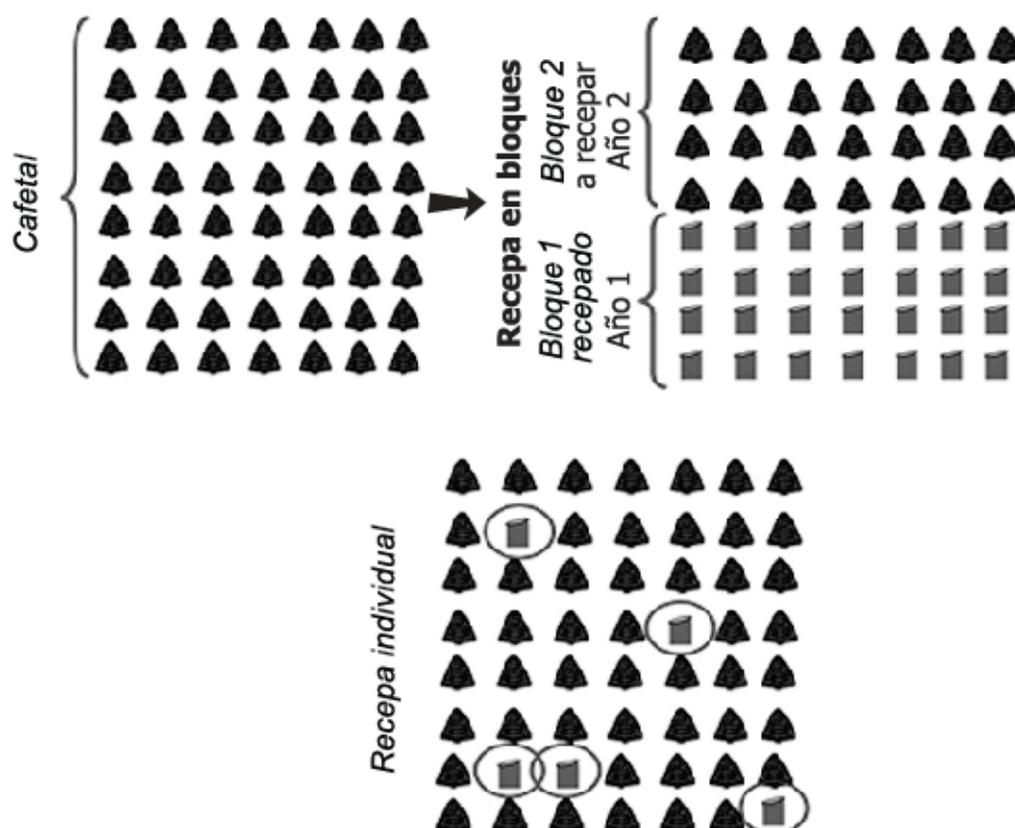 Cafetal
Recepa en bloques
Bloque 2
a recepar
Año 2
Bloque 1
recepado
Año 1
Recepa individual